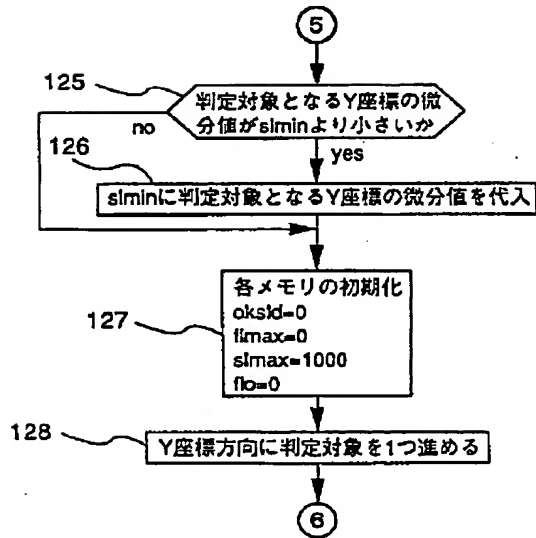 5
125
判定対象となるY座標の微
分値がslminより小さいか
no
yes
126
slminに判定対象となるY座標の微分値を代入
各メモリの初期化
oksld=0
flmax=0
slmax=1000
flo=0
127
128
Y座標方向に判定対象を1つ進める
6